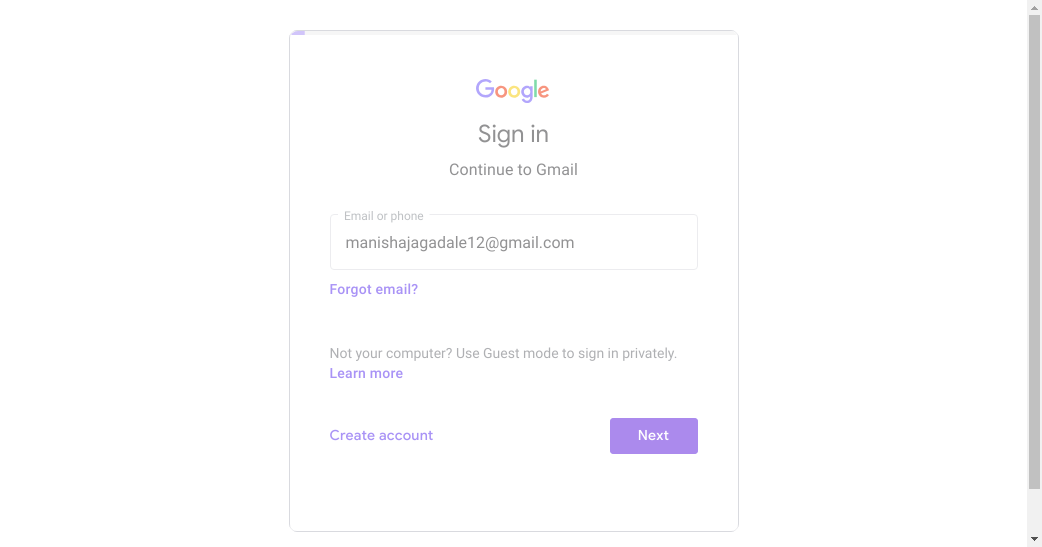 Google
Sign in
Continue to Gmail
Email or phone
manishajagadale12@gmail.com
Forgot email?
Not your computer? Use Guest mode to sign in privately.
Learn more
Create account
Next